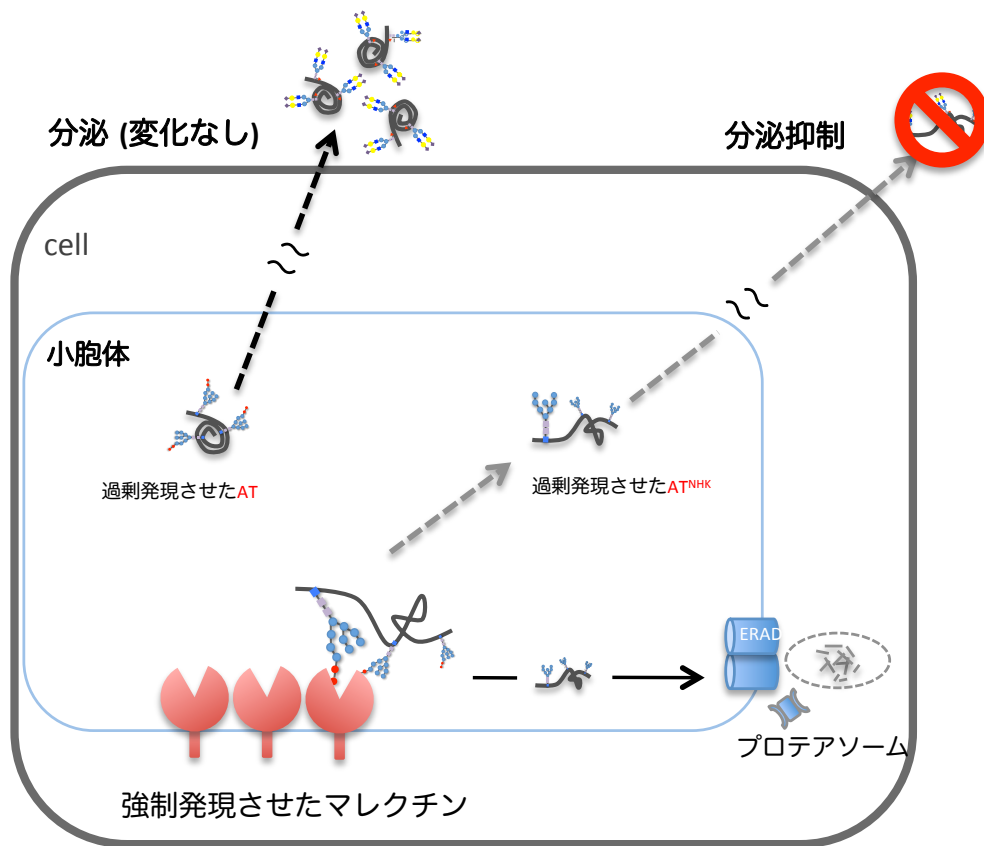 分泌 (変化なし)
分泌抑制
cell
小胞体
過剰発現させたAT
過剰発現させたATNHK
ERAD
プロテアソーム
強制発現させたマレクチン